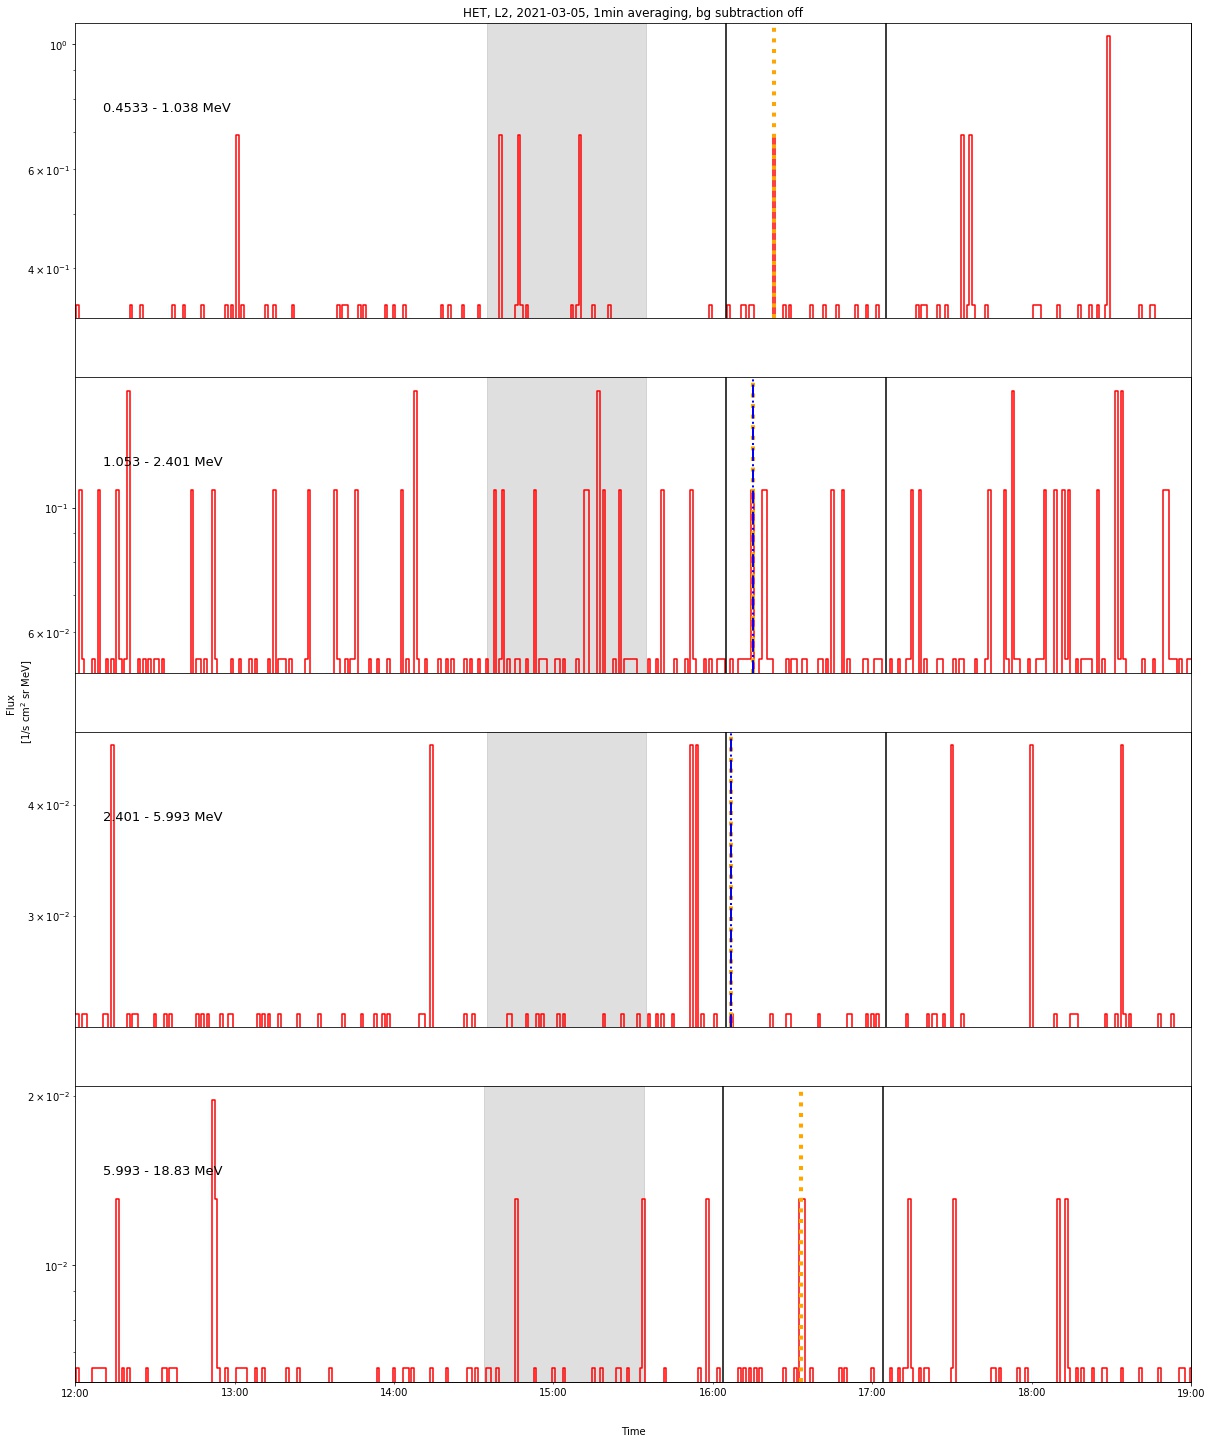 HET, L2, 2021-03-05, 1min averaging, bg subtraction off
10⁰
0.4533 - 1.038 MeV
6 × 10⁻¹
4 × 10⁻¹
1.053 - 2.401 MeV
10⁻¹
6 × 10⁻²
Flux
[1/s cm² sr MeV]
4 × 10⁻²
2.401 - 5.993 MeV
3 × 10⁻²
2 × 10⁻²
5.993 - 18.83 MeV
10⁻²
12:00 13:00 14:00 15:00 16:00 17:00 18:00 19:00
Time